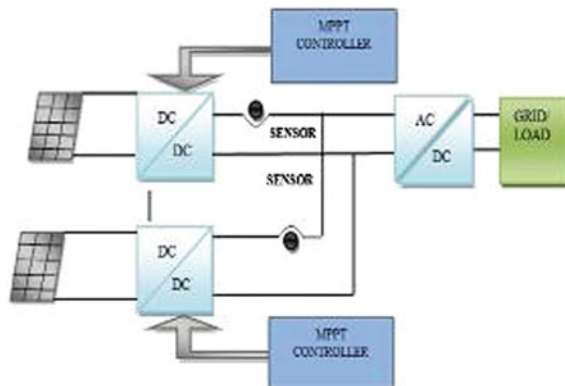 MPPT
CONTROLLER
DC
DC
SENSOR
AC
DC
GRID/
LOAD
SENSOR
DC
DC
MPPT
CONTROLLER